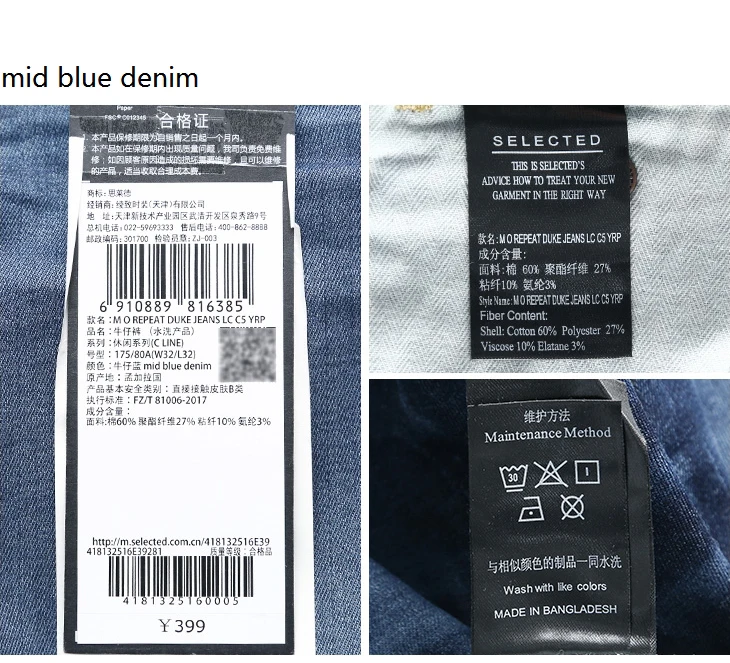 mid blue denim
Paper
FSC® C012346
合格证
1. 本产品保修期限为自销售之日起一个月内。
2. 本产品如在保修期内出现质量问题，我司负责免费维
修；如因顾客原因造成的损坏需要维修，且可以维修
的产品，适当收取合理成本费。
商标：思莱德
经销商：绫致时装(天津)有限公司
地 址：天津新技术产业园区武清开发区泉秀路9号
总机电话：022-59693333 售后电话：400-862-8888
邮政编码：301700 检验员章：ZJ-003
6 910889 816385
款名：M O REPEAT DUKE JEANS LC C5 YRP
品名：牛仔裤 （水洗产品）
系列：休闲系列(C LINE)
号型：175/80A(W32/L32)
颜色：牛仔蓝 mid blue denim
原产地：孟加拉国
产品基本安全类别：直接接触皮肤B类
执行标准：FZ/T 81006-2017
成分含量：
面料:棉60% 聚酯纤维27% 粘纤10% 氨纶3%
http://m.selected.com.cn/418132516E39
418132516E39281 质量等级：合格品
4181325160005
￥399
SELECTED
THIS IS SELECTED'S
ADVICE HOW TO TREAT YOUR NEW
GARMENT IN THE RIGHT WAY
款名：M O REPEAT DUKE JEANS LC C5 YRP
成分含量：
面料：棉 60% 聚酯纤维 27%
粘纤10% 氨纶3%
Style Name: M O REPEAT DUKE JEANS LC C5 YRP
Fiber Content:
Shell: Cotton 60% Polyester 27%
Viscose 10% Elatane 3%
维护方法
Maintenance Method
30
与相似颜色的制品一同水洗
Wash with like colors
MADE IN BANGLADESH